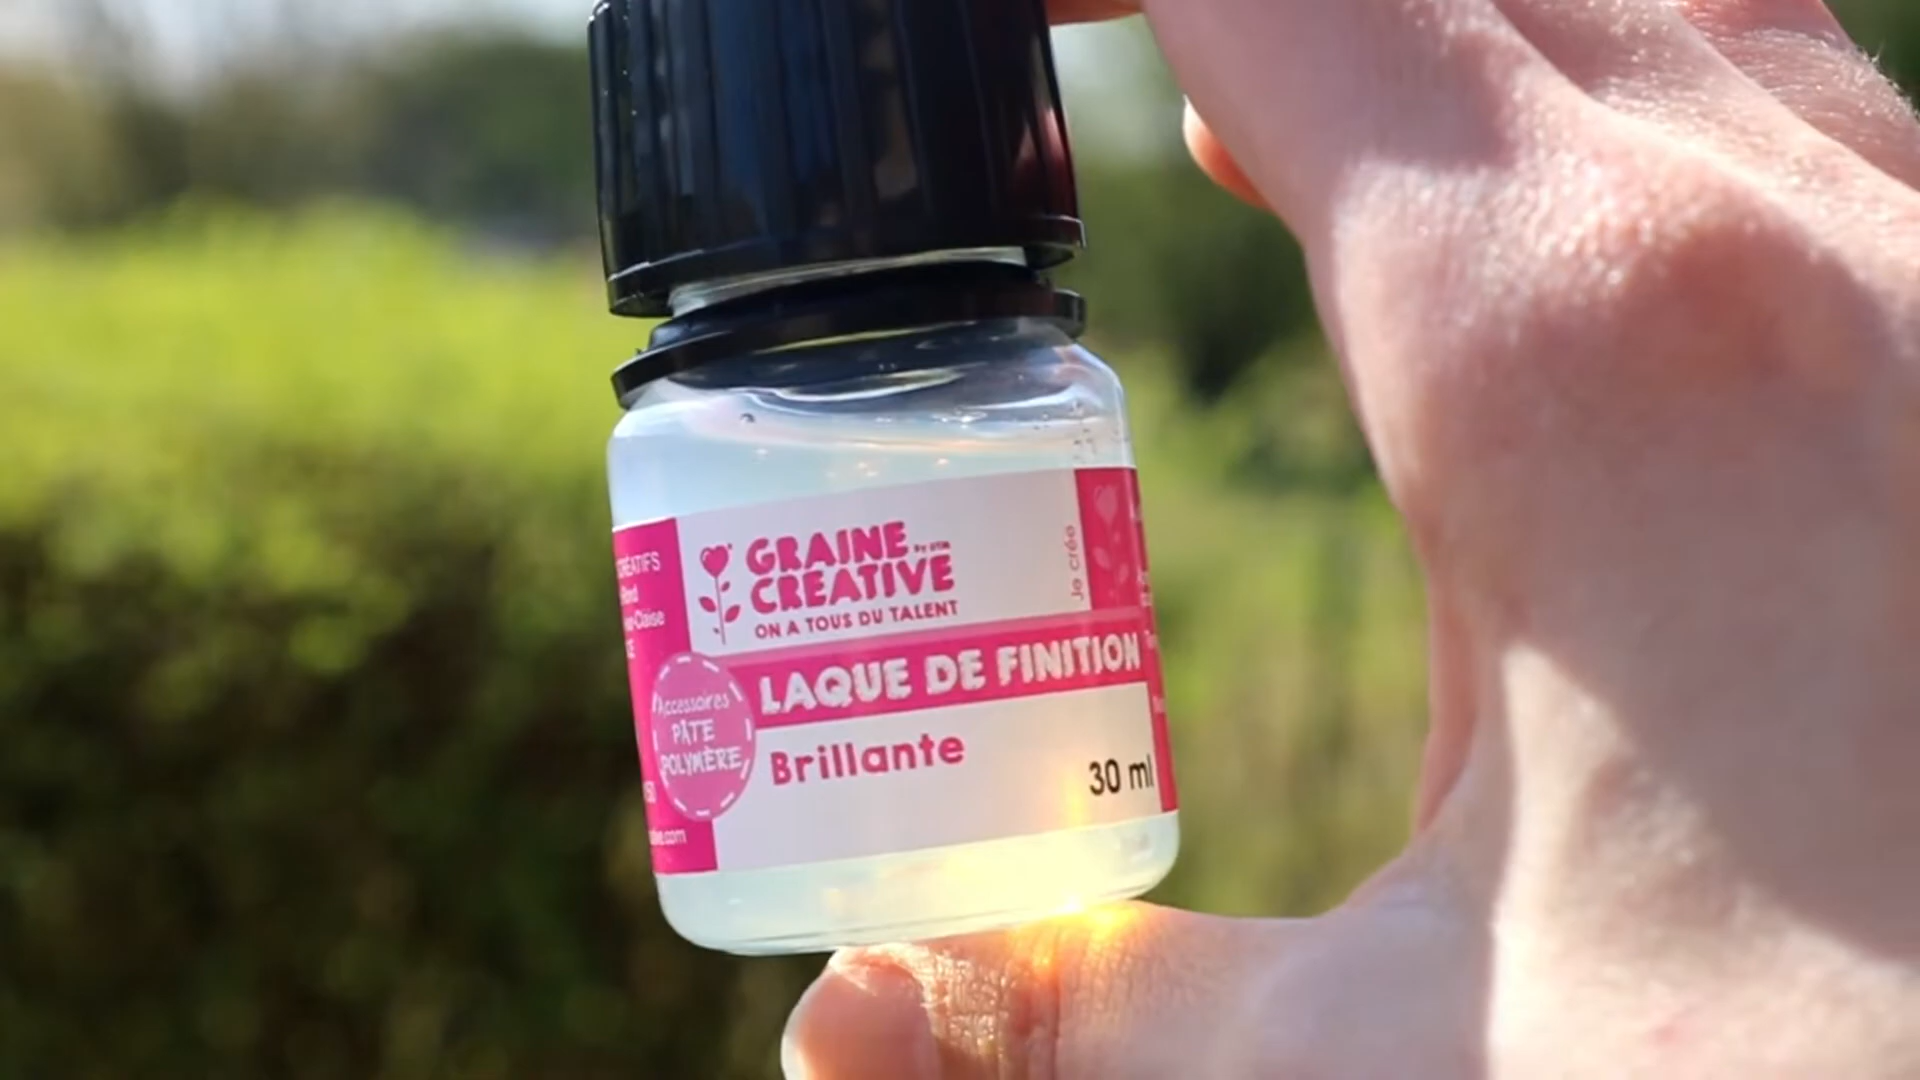 GRAINE
CREATIVE
ON A TOUS DU TALENT
Je crée
LAQUE DE FINITION
Accessoires
PÂTE
POLYMÈRE
Brillante
30 ml